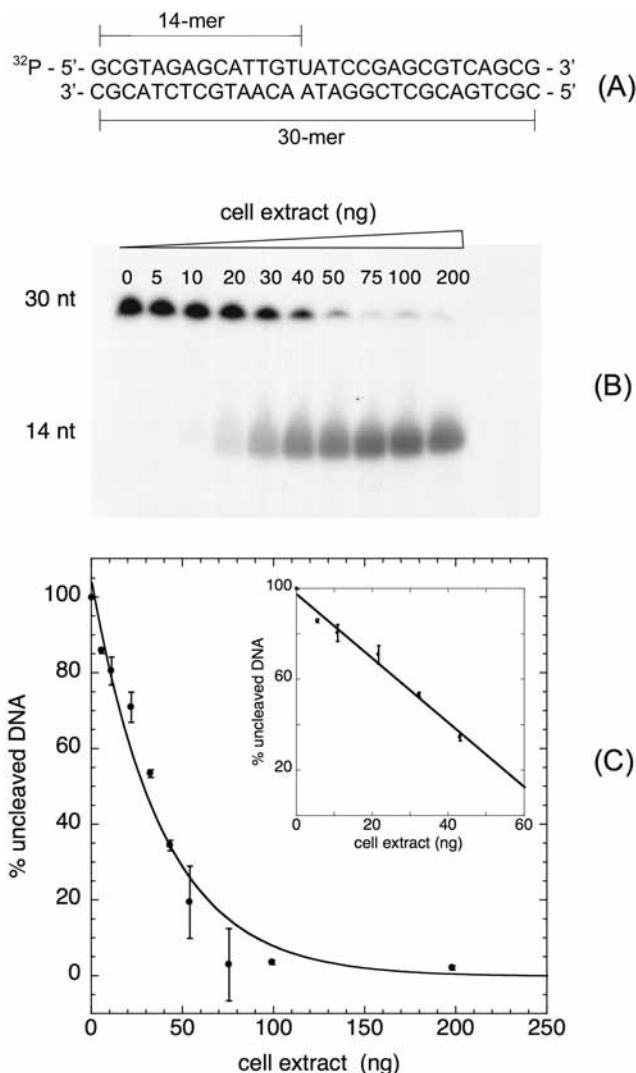 14-mer
32P - 5'- GCGTAGAGCATTGTUATCCGAGCGTCAGCG - 3'
3'- CGCATCTCGTAACA ATAGGCTCGCAGTCGC - 5'
(A)
30-mer
cell extract (ng)
0 5 10 20 30 40 50 75 100 200
30 nt
(B)
14 nt
100
80
60
40
20
0
% uncleaved DNA
0 50 100 150 200 250
cell extract (ng)
100
80
60
40
20
% uncleaved DNA
0 20 40 60
cell extract (ng)
(C)